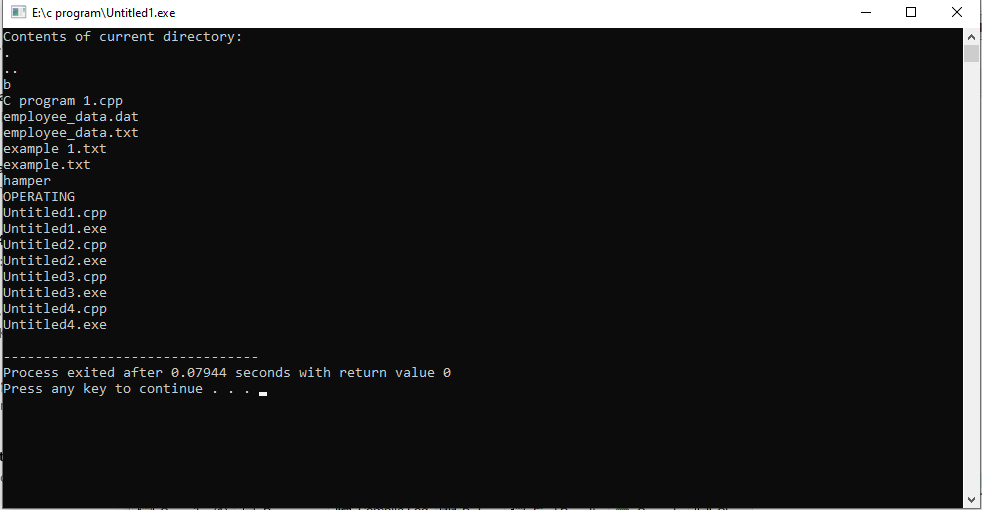 E:\c program\Untitled1.exe
Contents of current directory:
.
..
b
C program 1.cpp
employee_data.dat
employee_data.txt
example 1.txt
example.txt
hamper
OPERATING
Untitled1.cpp
Untitled1.exe
Untitled2.cpp
Untitled2.exe
Untitled3.cpp
Untitled3.exe
Untitled4.cpp
Untitled4.exe
--------------------------------
Process exited after 0.07944 seconds with return value 0
Press any key to continue . . .